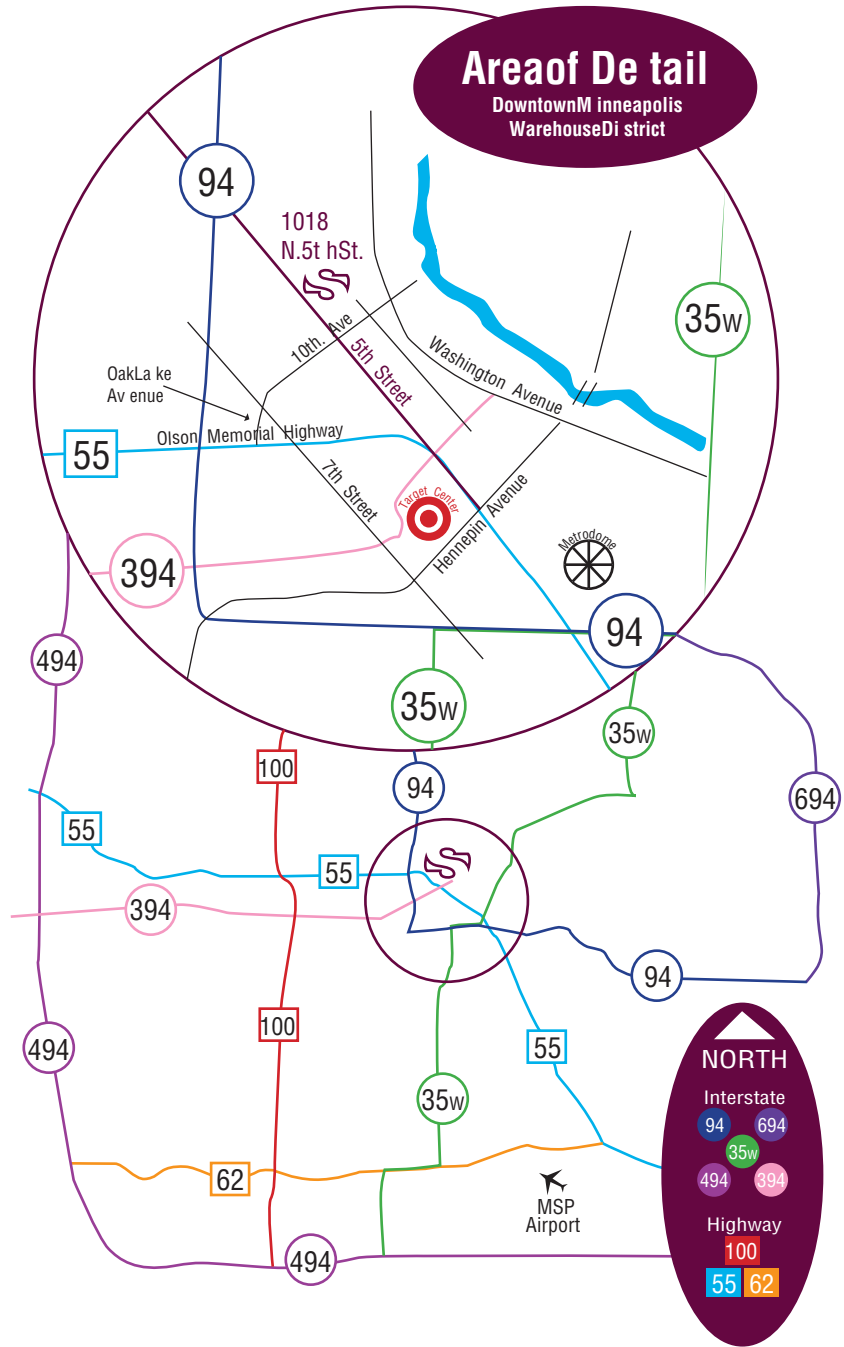 Areaof De tail
DowntownM inneapolis
WarehouseDi strict
94
1018
N.5t hSt.
35W
10th. Ave
5th Street
Washington Avenue
OakLa ke
Av enue
Olson Memorial Highway
55
7th Street
Target Center
Hennepin Avenue
Metrodome
394
94
494
35W
35W
100
94
694
55
55
394
94
100
494
55
35W
62
MSP
Airport
494
NORTH
Interstate
94 694
35W
494 394
Highway
100
55 62